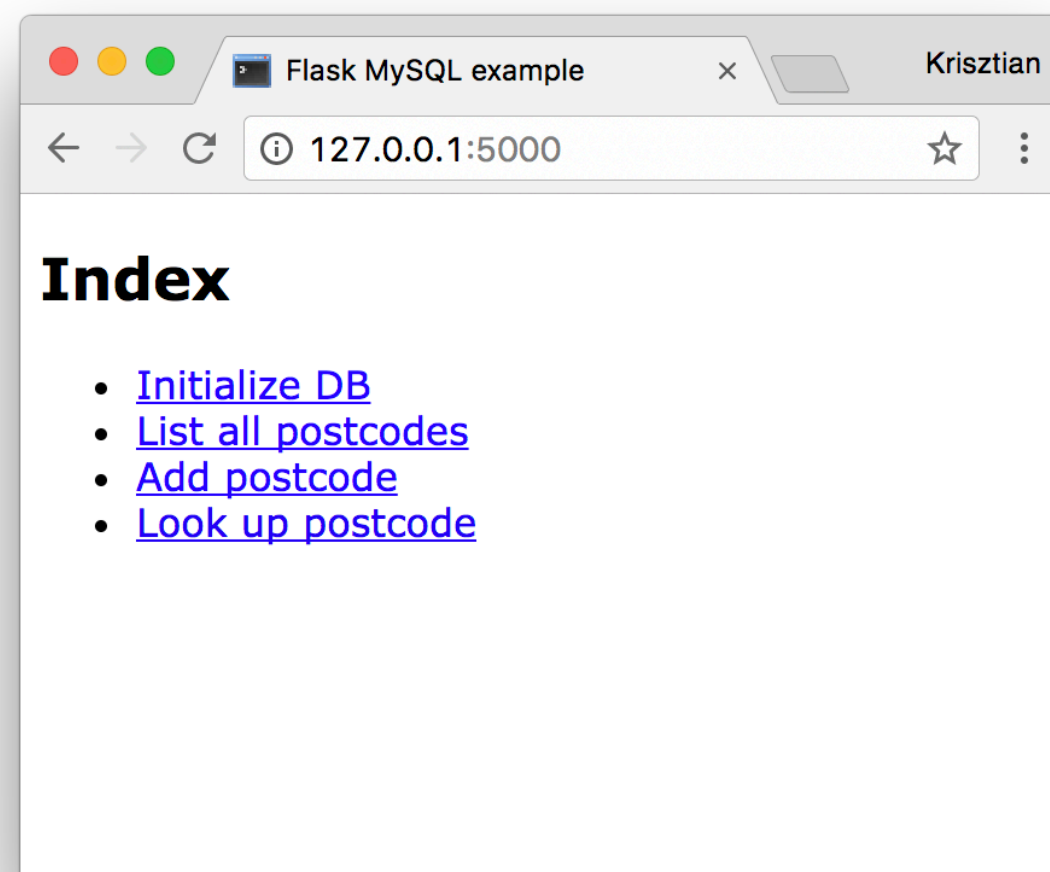 Flask MySQL example
Krisztian
127.0.0.1:5000
Index
Initialize DB
List all postcodes
Add postcode
Look up postcode